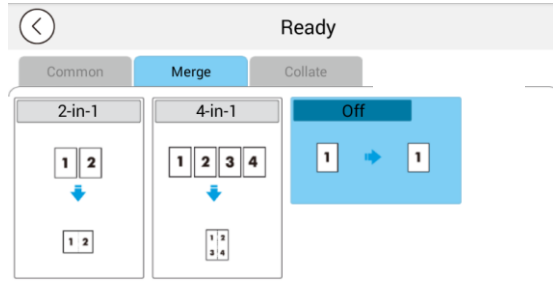 Ready
Common Merge Collate
2-in-1 4-in-1 Off
1 2 1 2 3 4 1 1
1 2 1 2
3 4